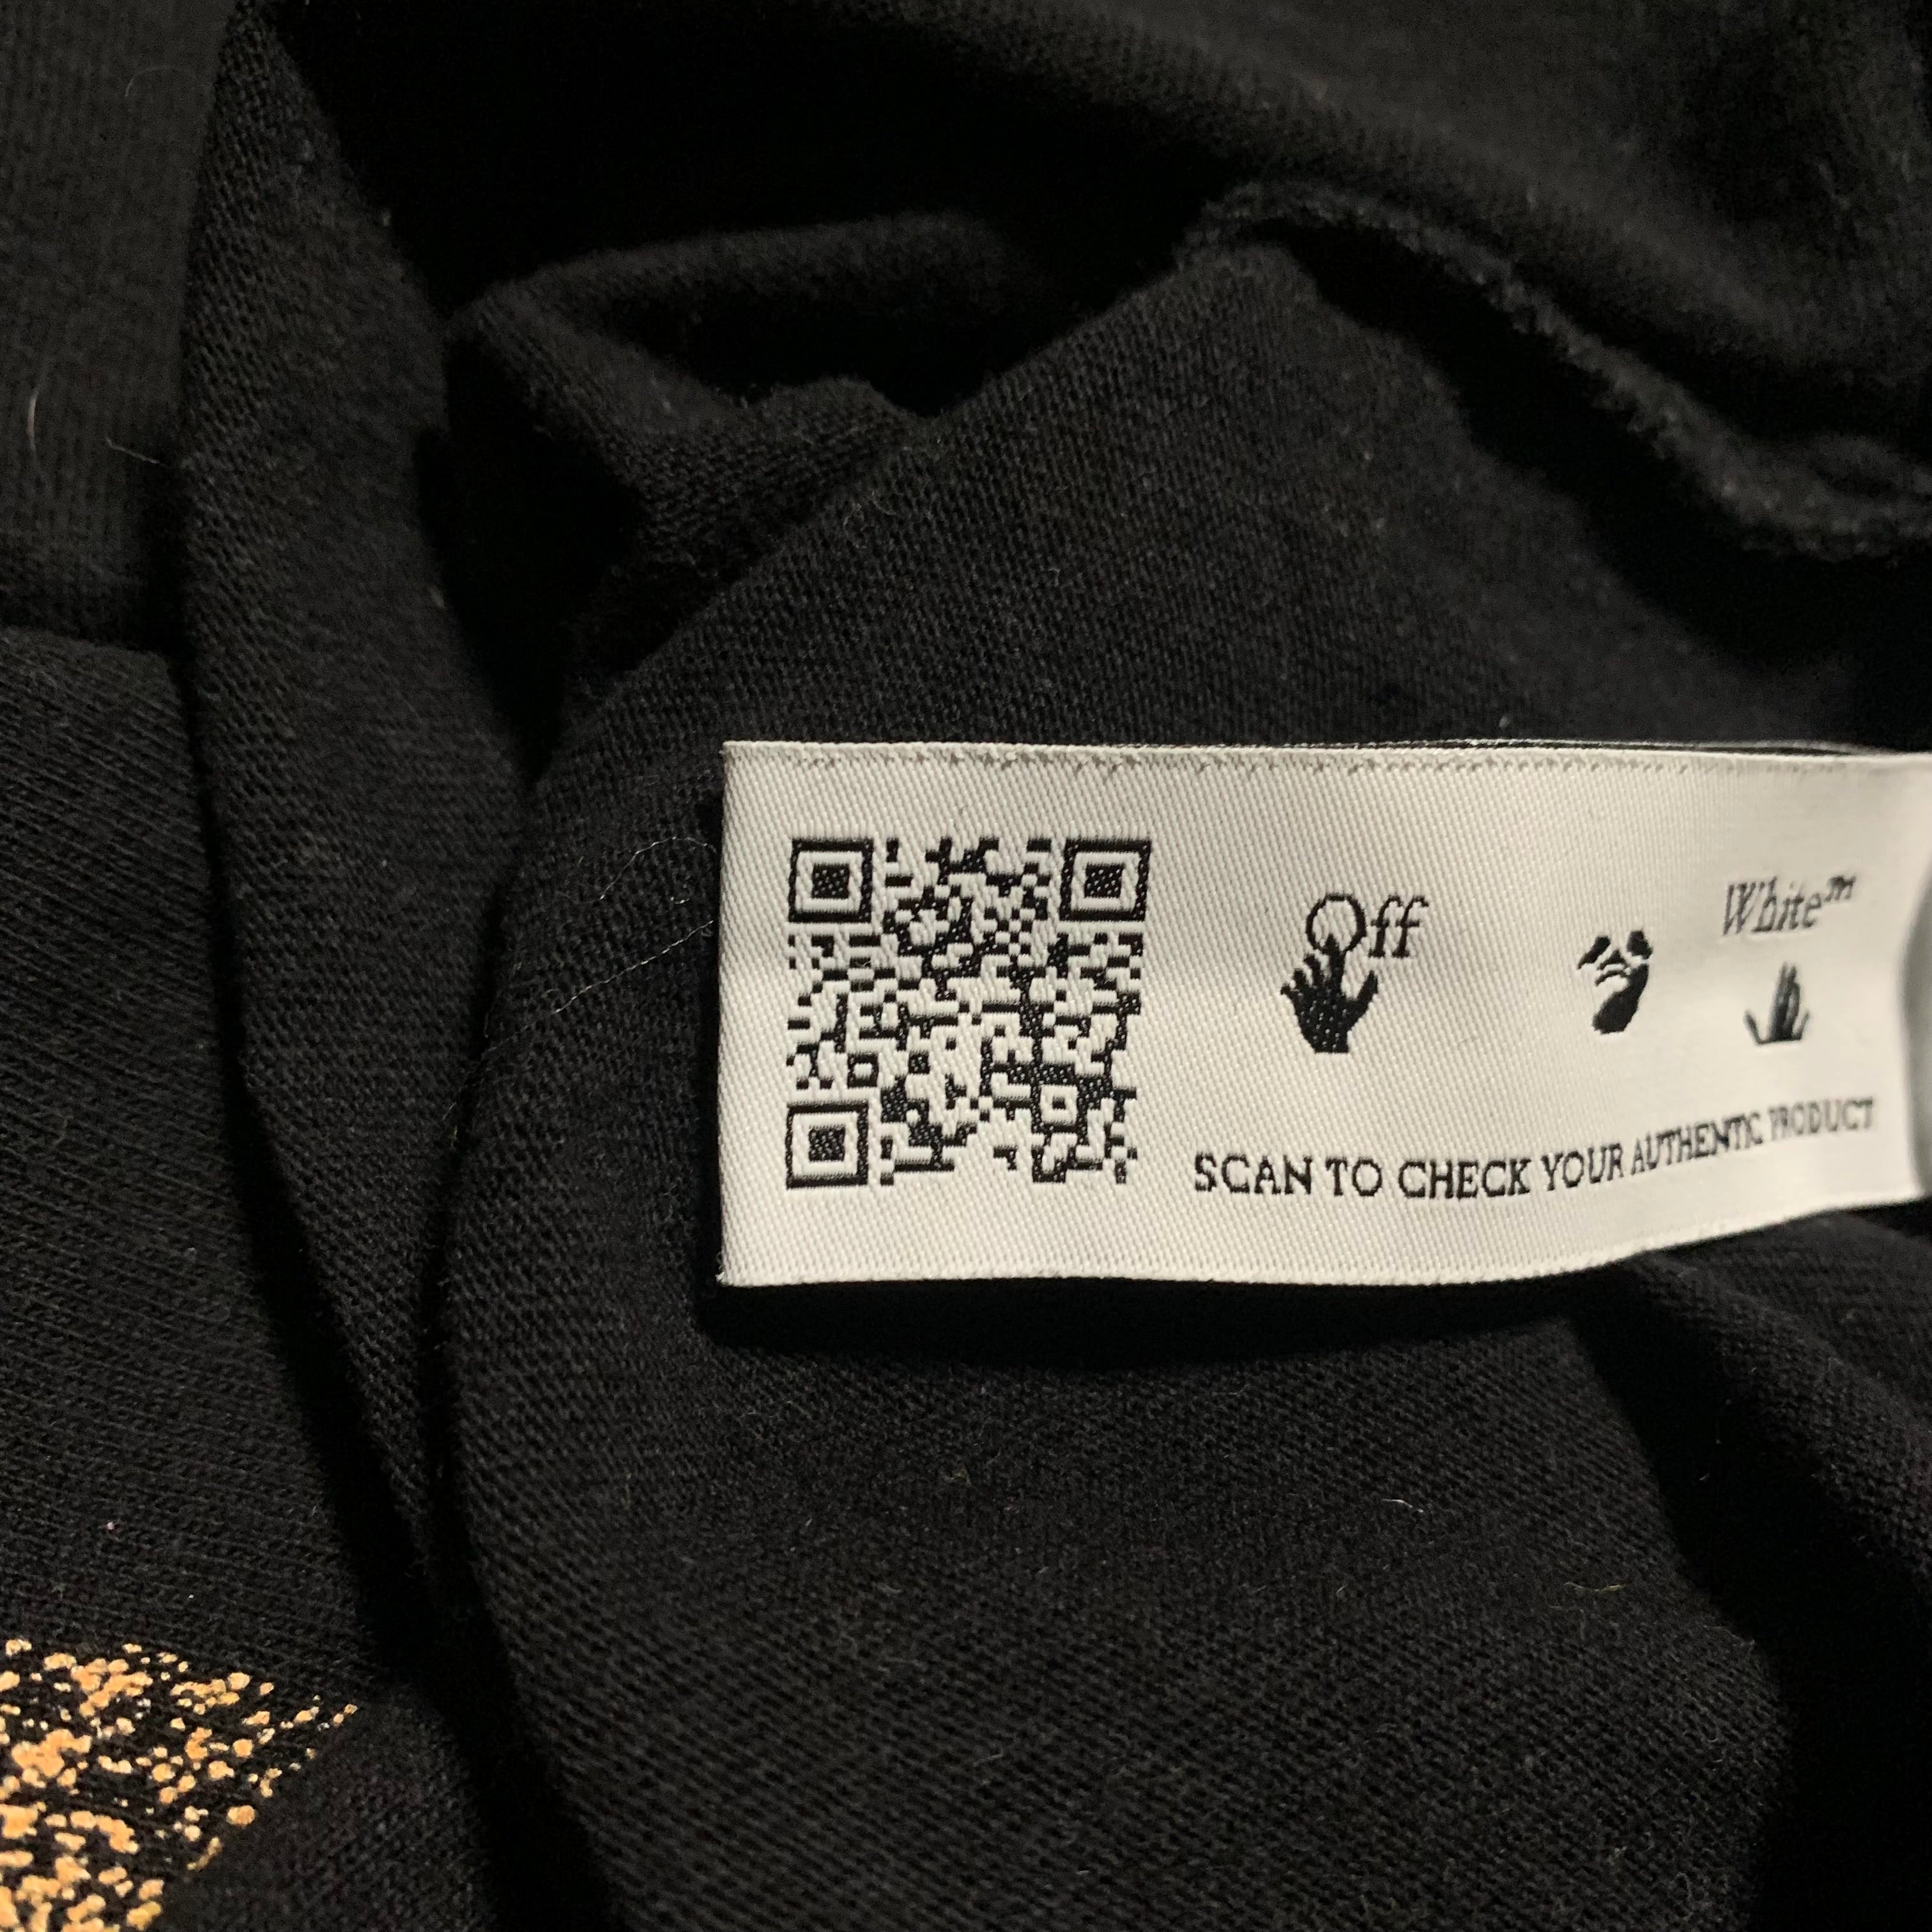 Off
White™
SCAN TO CHECK YOUR AUTHENTIC PRODUCT